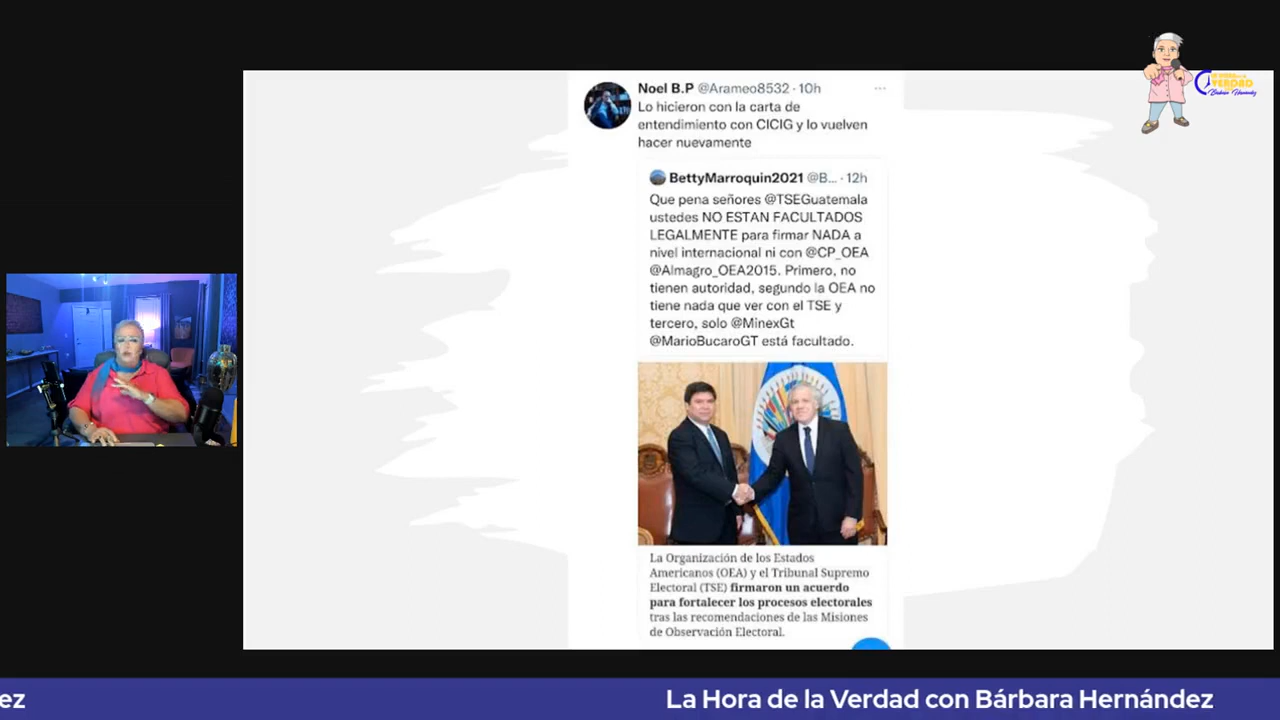 Noel B.P @Arameo8532 · 10h
Lo hicieron con la carta de
entendimiento con CICIG y lo vuelven
hacer nuevamente
BettyMarroquin2021 @B... · 12h
Que pena señores @TSEGuatemala
ustedes NO ESTAN FACULTADOS
LEGALMENTE para firmar NADA a
nivel internacional ni con @CP_OEA
@Almagro_OEA2015. Primero, no
tienen autoridad, segundo la OEA no
tiene nada que ver con el TSE y
tercero, solo @MinexGt
@MarioBucaroGT está facultado.
La Organización de los Estados
Americanos (OEA) y el Tribunal Supremo
Electoral (TSE) firmaron un acuerdo
para fortalecer los procesos electorales
tras las recomendaciones de las Misiones
de Observación Electoral.
VERDAD
Bárbara Hernández
ez
La Hora de la Verdad con Bárbara Hernández